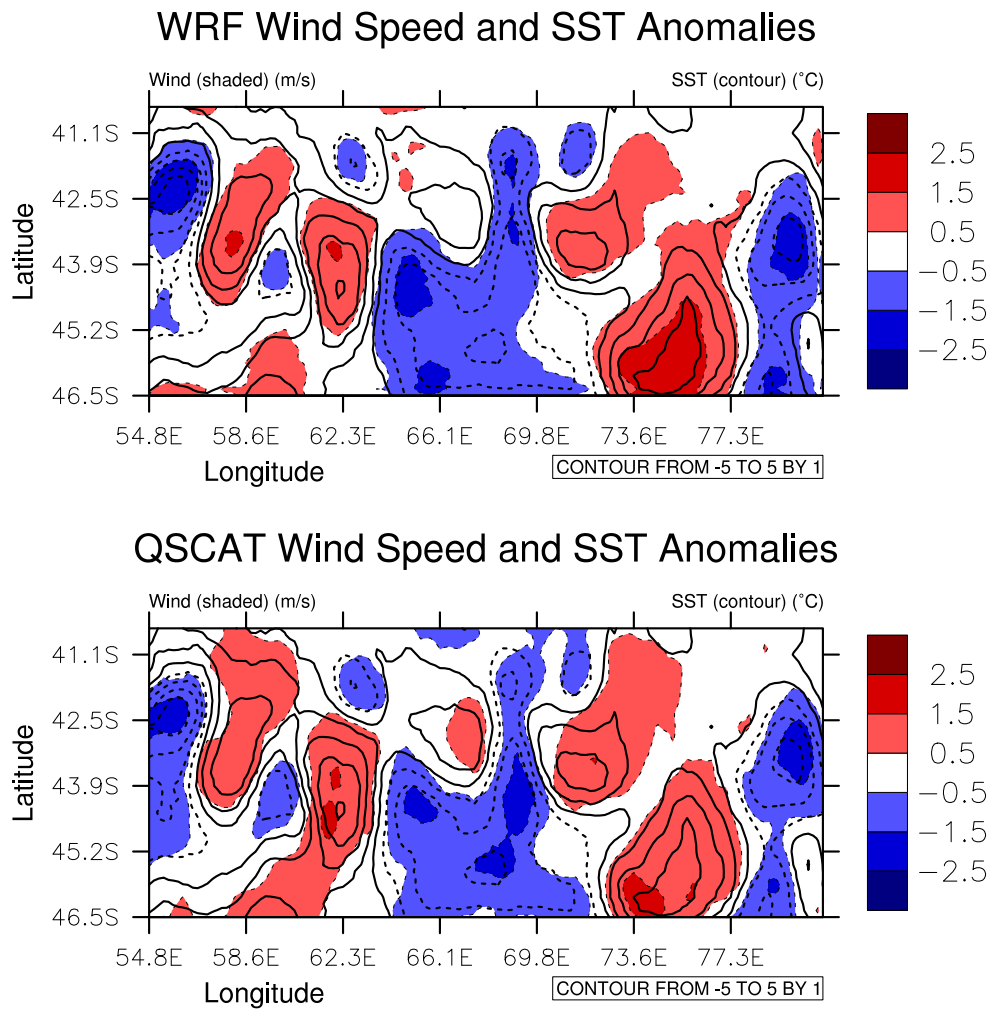 WRF Wind Speed and SST Anomalies
Wind (shaded) (m/s) SST (contour) (°C)
41.1S
42.5S
43.9S
45.2S
46.5S
Latitude
54.8E 58.6E 62.3E 66.1E 69.8E 73.6E 77.3E
Longitude
CONTOUR FROM -5 TO 5 BY 1
2.5
1.5
0.5
−0.5
−1.5
−2.5
QSCAT Wind Speed and SST Anomalies
Wind (shaded) (m/s) SST (contour) (°C)
41.1S
42.5S
43.9S
45.2S
46.5S
Latitude
54.8E 58.6E 62.3E 66.1E 69.8E 73.6E 77.3E
Longitude
CONTOUR FROM -5 TO 5 BY 1
2.5
1.5
0.5
−0.5
−1.5
−2.5